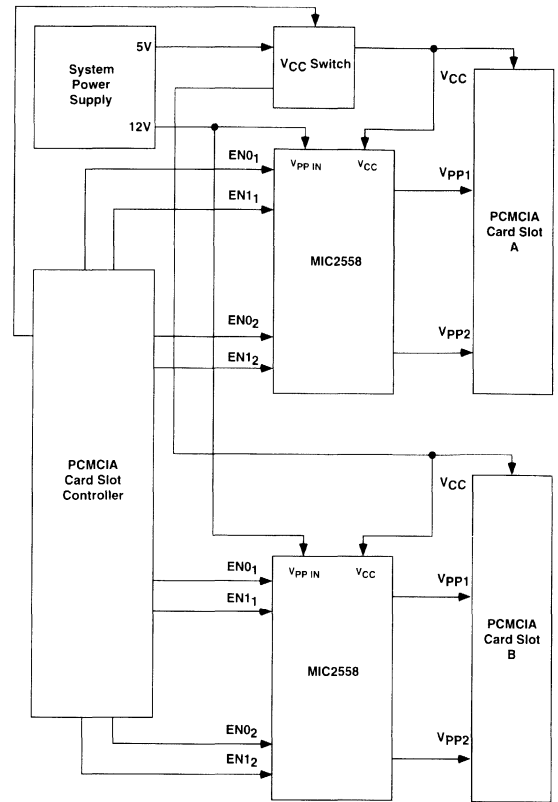 System
Power
Supply
5V
12V
VCC Switch
VCC
EN01
EN11
EN02
EN12
VPP IN
VCC
MIC2558
VPP1
VPP2
PCMCIA
Card Slot
A
PCMCIA
Card Slot
Controller
VCC
EN01
EN11
EN02
EN12
VPP IN
VCC
MIC2558
VPP1
VPP2
PCMCIA
Card Slot
B